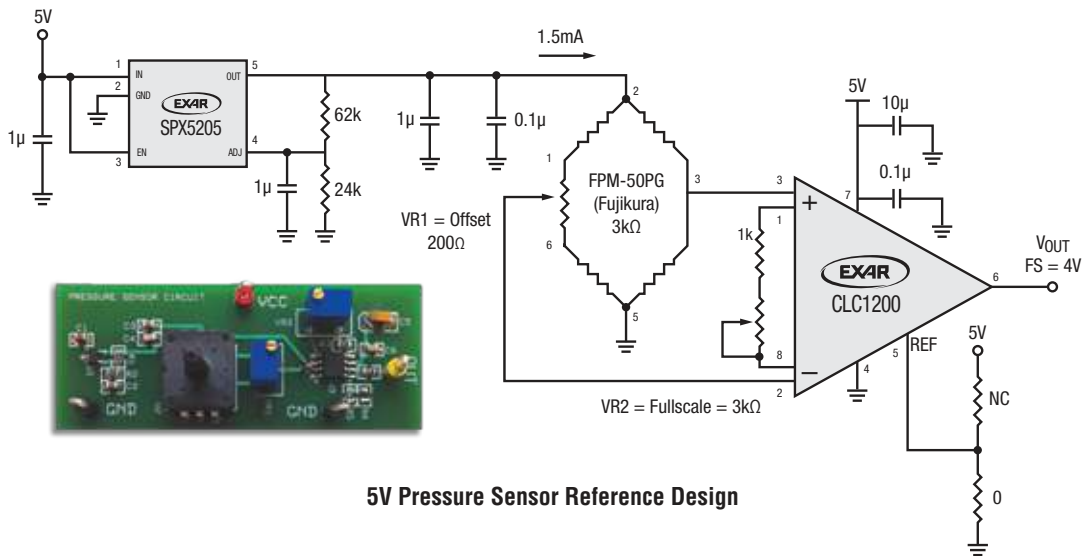 5V
1.5mA
1
IN
OUT
5
2
GND
EXAR
SPX5205
1µ
EN
3
ADJ
4
62k
24k
1µ
1µ
0.1µ
2
1
FPM-50PG
(Fujikura)
3kΩ
3
VR1 = Offset
200Ω
6
5
5V
10µ
0.1µ
7
3
+
1
1k
EXAR
CLC1200
6
VOUT
FS = 4V
8
–
2
4
5
REF
5V
NC
0
VR2 = Fullscale = 3kΩ
PRESSURE SENSOR CIRCUIT
VCC
GND
GND
5V Pressure Sensor Reference Design